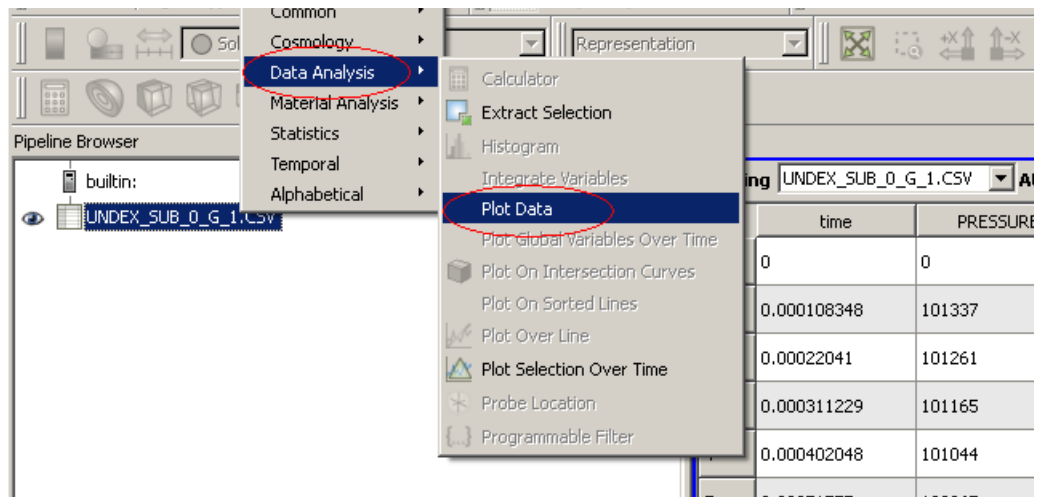 Common
Sol
Cosmology
Representation
Data Analysis
Calculator
Material Analysis
Extract Selection
Statistics
Histogram
Pipeline Browser
Temporal
Integrate Variables
builtin:
Alphabetical
ing UNDEX_SUB_0_G_1.CSV
UNDEX_SUB_0_G_1.CSV
Plot Data
time PRESSURE
Plot Global Variables Over Time
0 0
Plot On Intersection Curves
Plot On Sorted Lines
0.000108348 101337
Plot Over Line
0.00022041 101261
Plot Selection Over Time
Probe Location
0.000311229 101165
Programmable Filter
0.000402048 101044